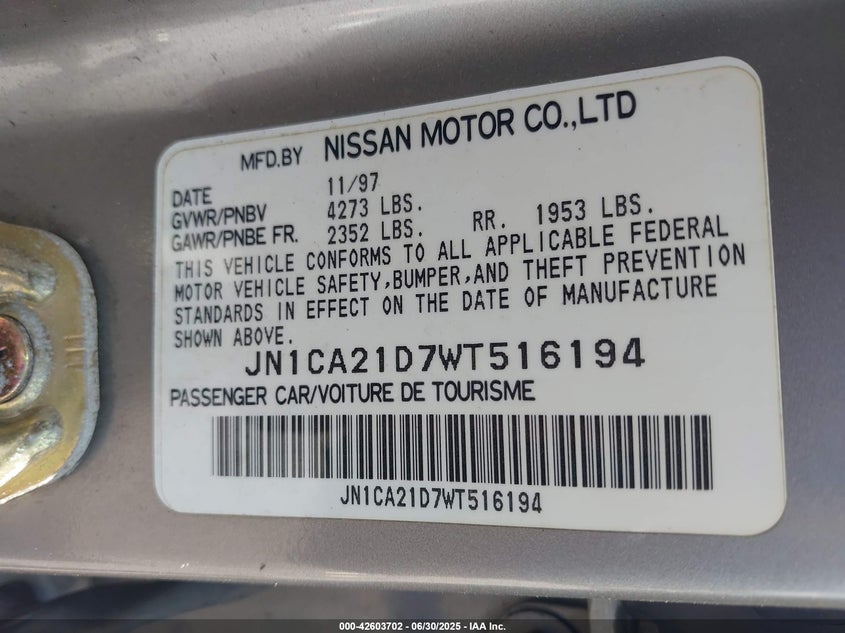 MFD.BY NISSAN MOTOR CO.,LTD
DATE 11/97
GVWR/PNBV 4273 LBS.
GAWR/PNBE FR. 2352 LBS. RR. 1953 LBS.
THIS VEHICLE CONFORMS TO ALL APPLICABLE FEDERAL
MOTOR VEHICLE SAFETY,BUMPER,AND THEFT PREVENTION
STANDARDS IN EFFECT ON THE DATE OF MANUFACTURE
SHOWN ABOVE.
JN1CA21D7WT516194
PASSENGER CAR/VOITURE DE TOURISME
JN1CA21D7WT516194
000-42603702 - 06/30/2025 - IAA Inc.